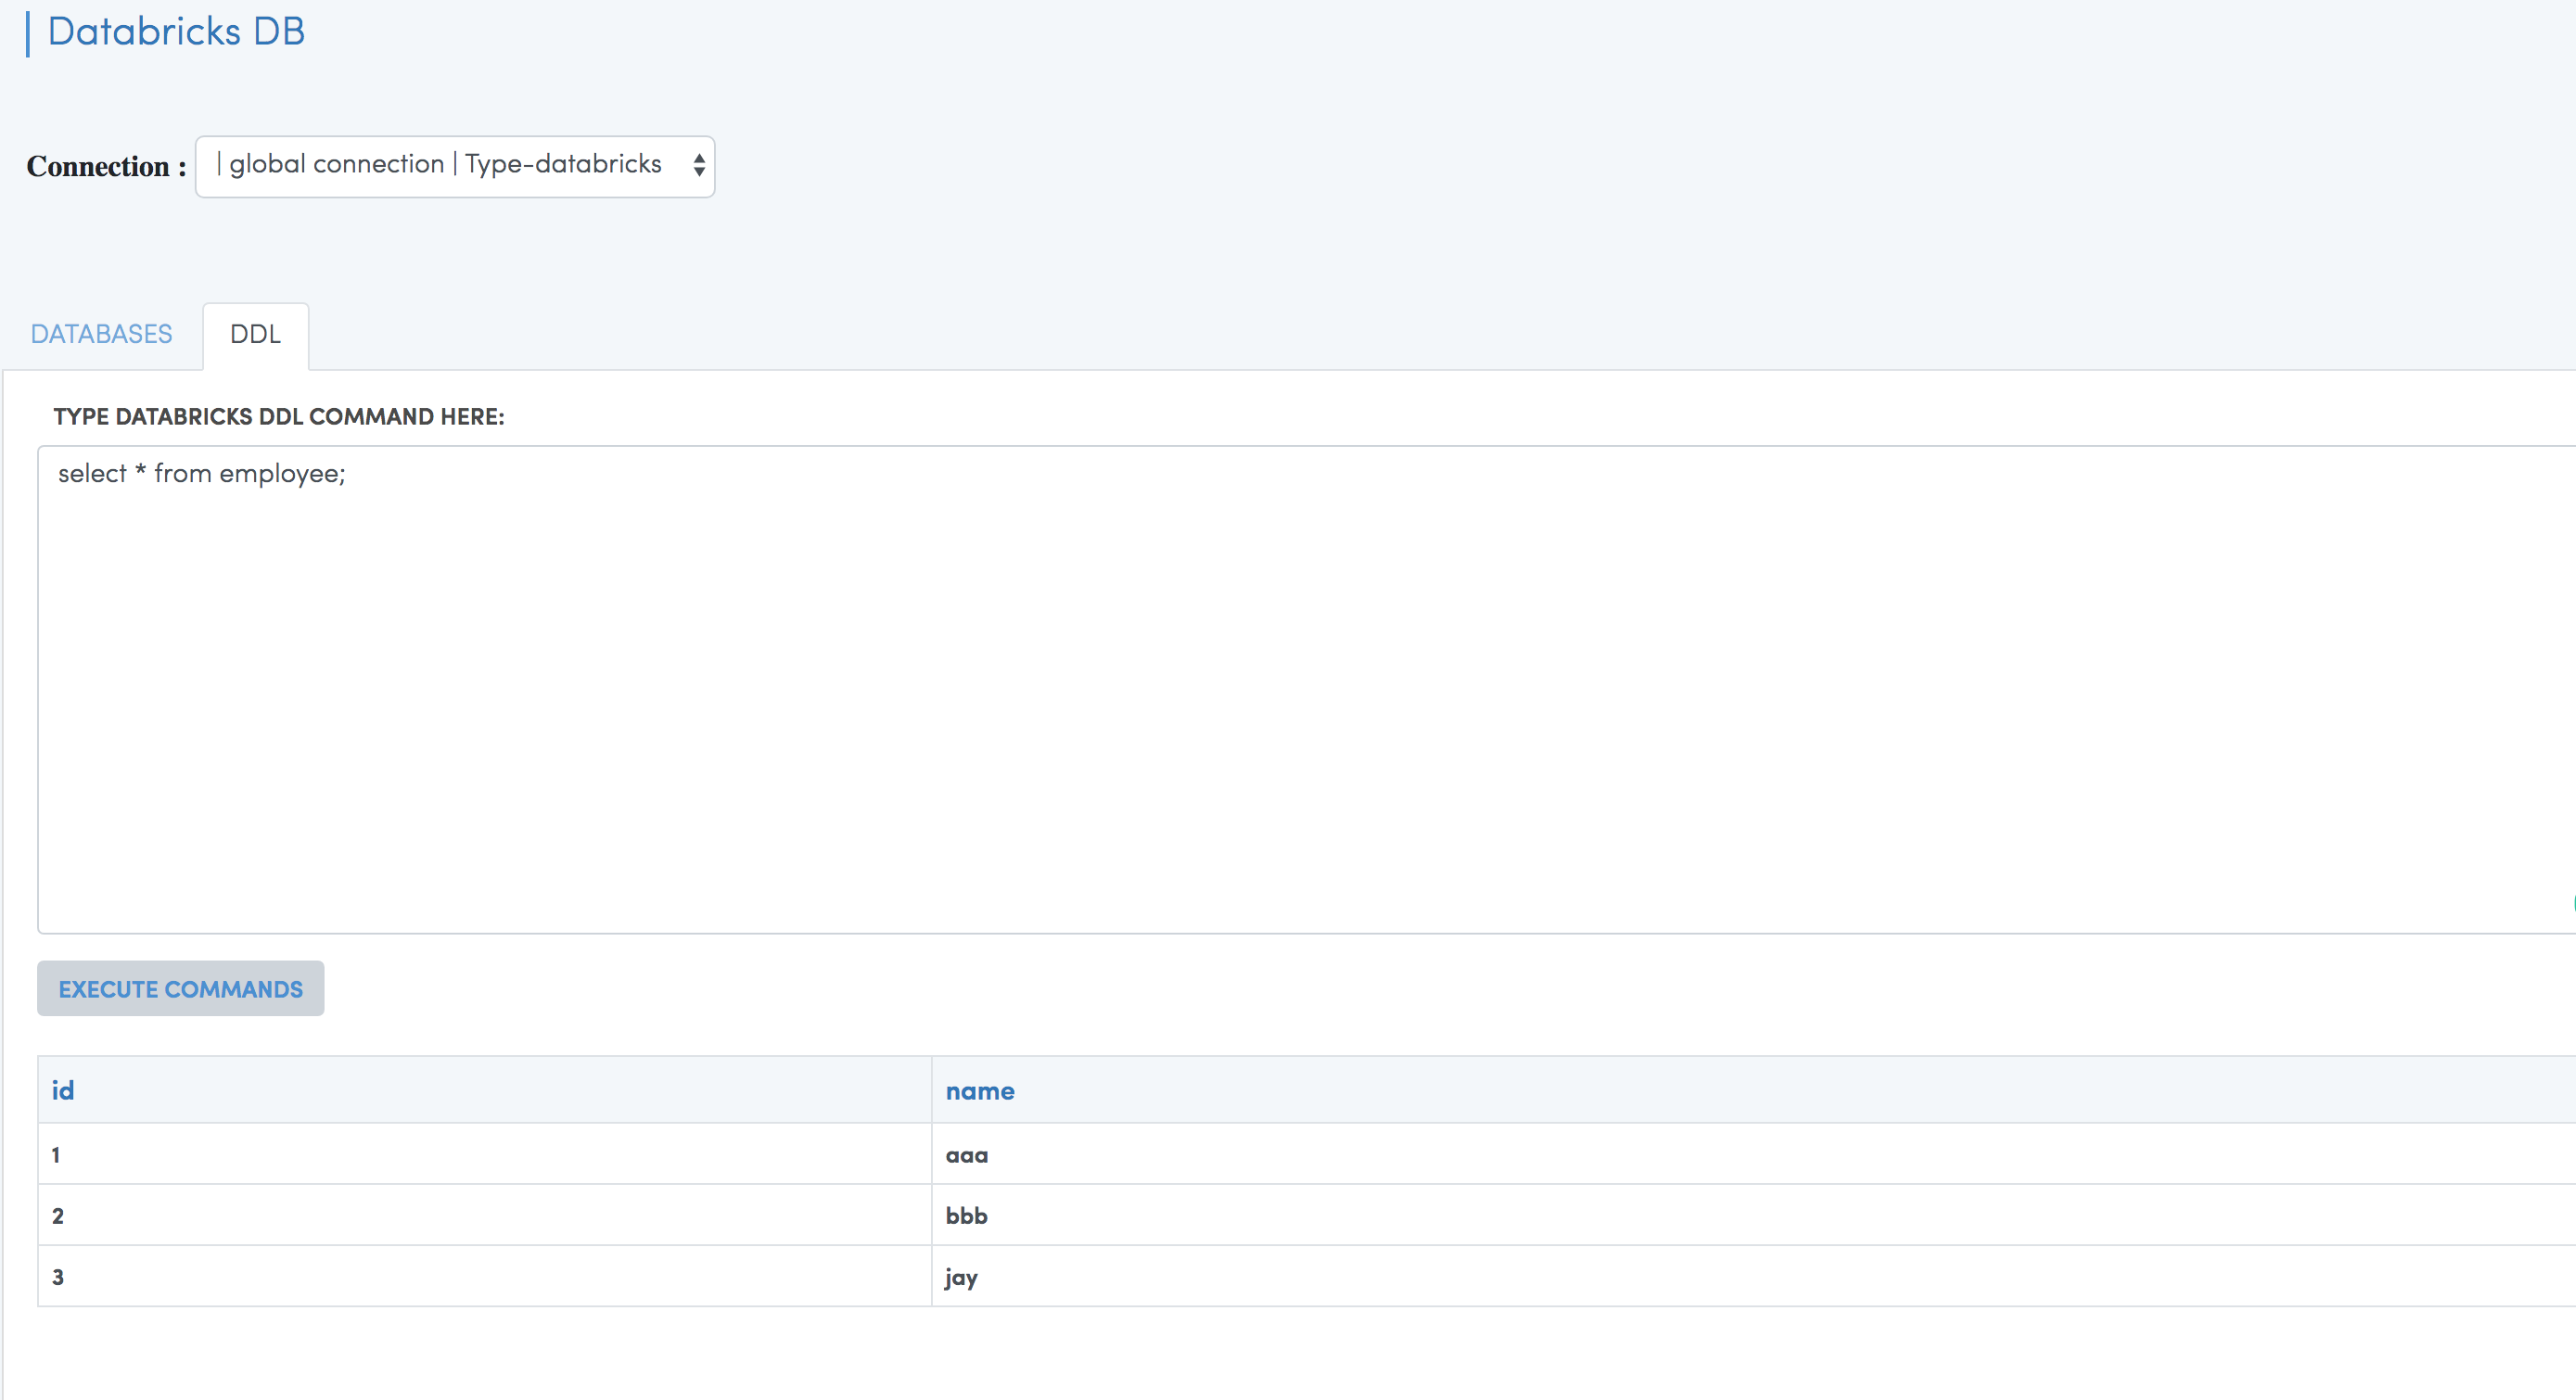 Databricks DB
Connection : | global connection | Type-databricks
DATABASES DDL
TYPE DATABRICKS DDL COMMAND HERE:
select * from employee;
EXECUTE COMMANDS
id name
1 aaa
2 bbb
3 jay